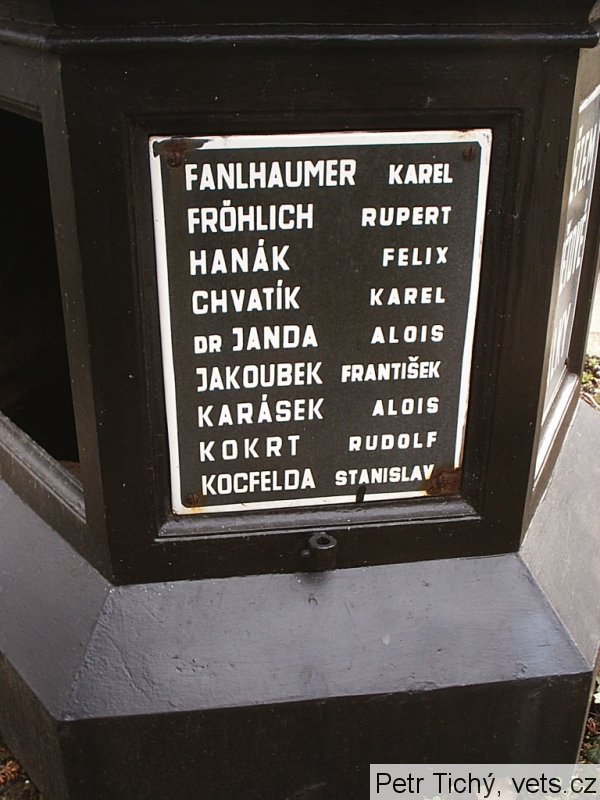 FANLHAUMER KAREL
FRÖHLICH RUPERT
HANÁK FELIX
CHVATÍK KAREL
DR JANDA ALOIS
JAKOUBEK FRANTIŠEK
KARÁSEK ALOIS
KOKRT RUDOLF
KOCFELDA STANISLAV
Petr Tichý, vets.cz